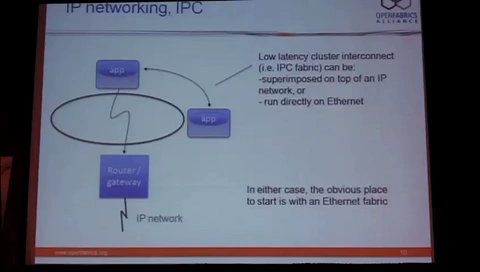 IP networking, IPC
OPENFABRICS
ALLIANCE
Low latency cluster interconnect
(i.e. IPC fabric) can be:
-superimposed on top of an IP
network, or
- run directly on Ethernet
app
app
Router/
gateway
IP network
In either case, the obvious place
to start is with an Ethernet fabric
www.openfabrics.org